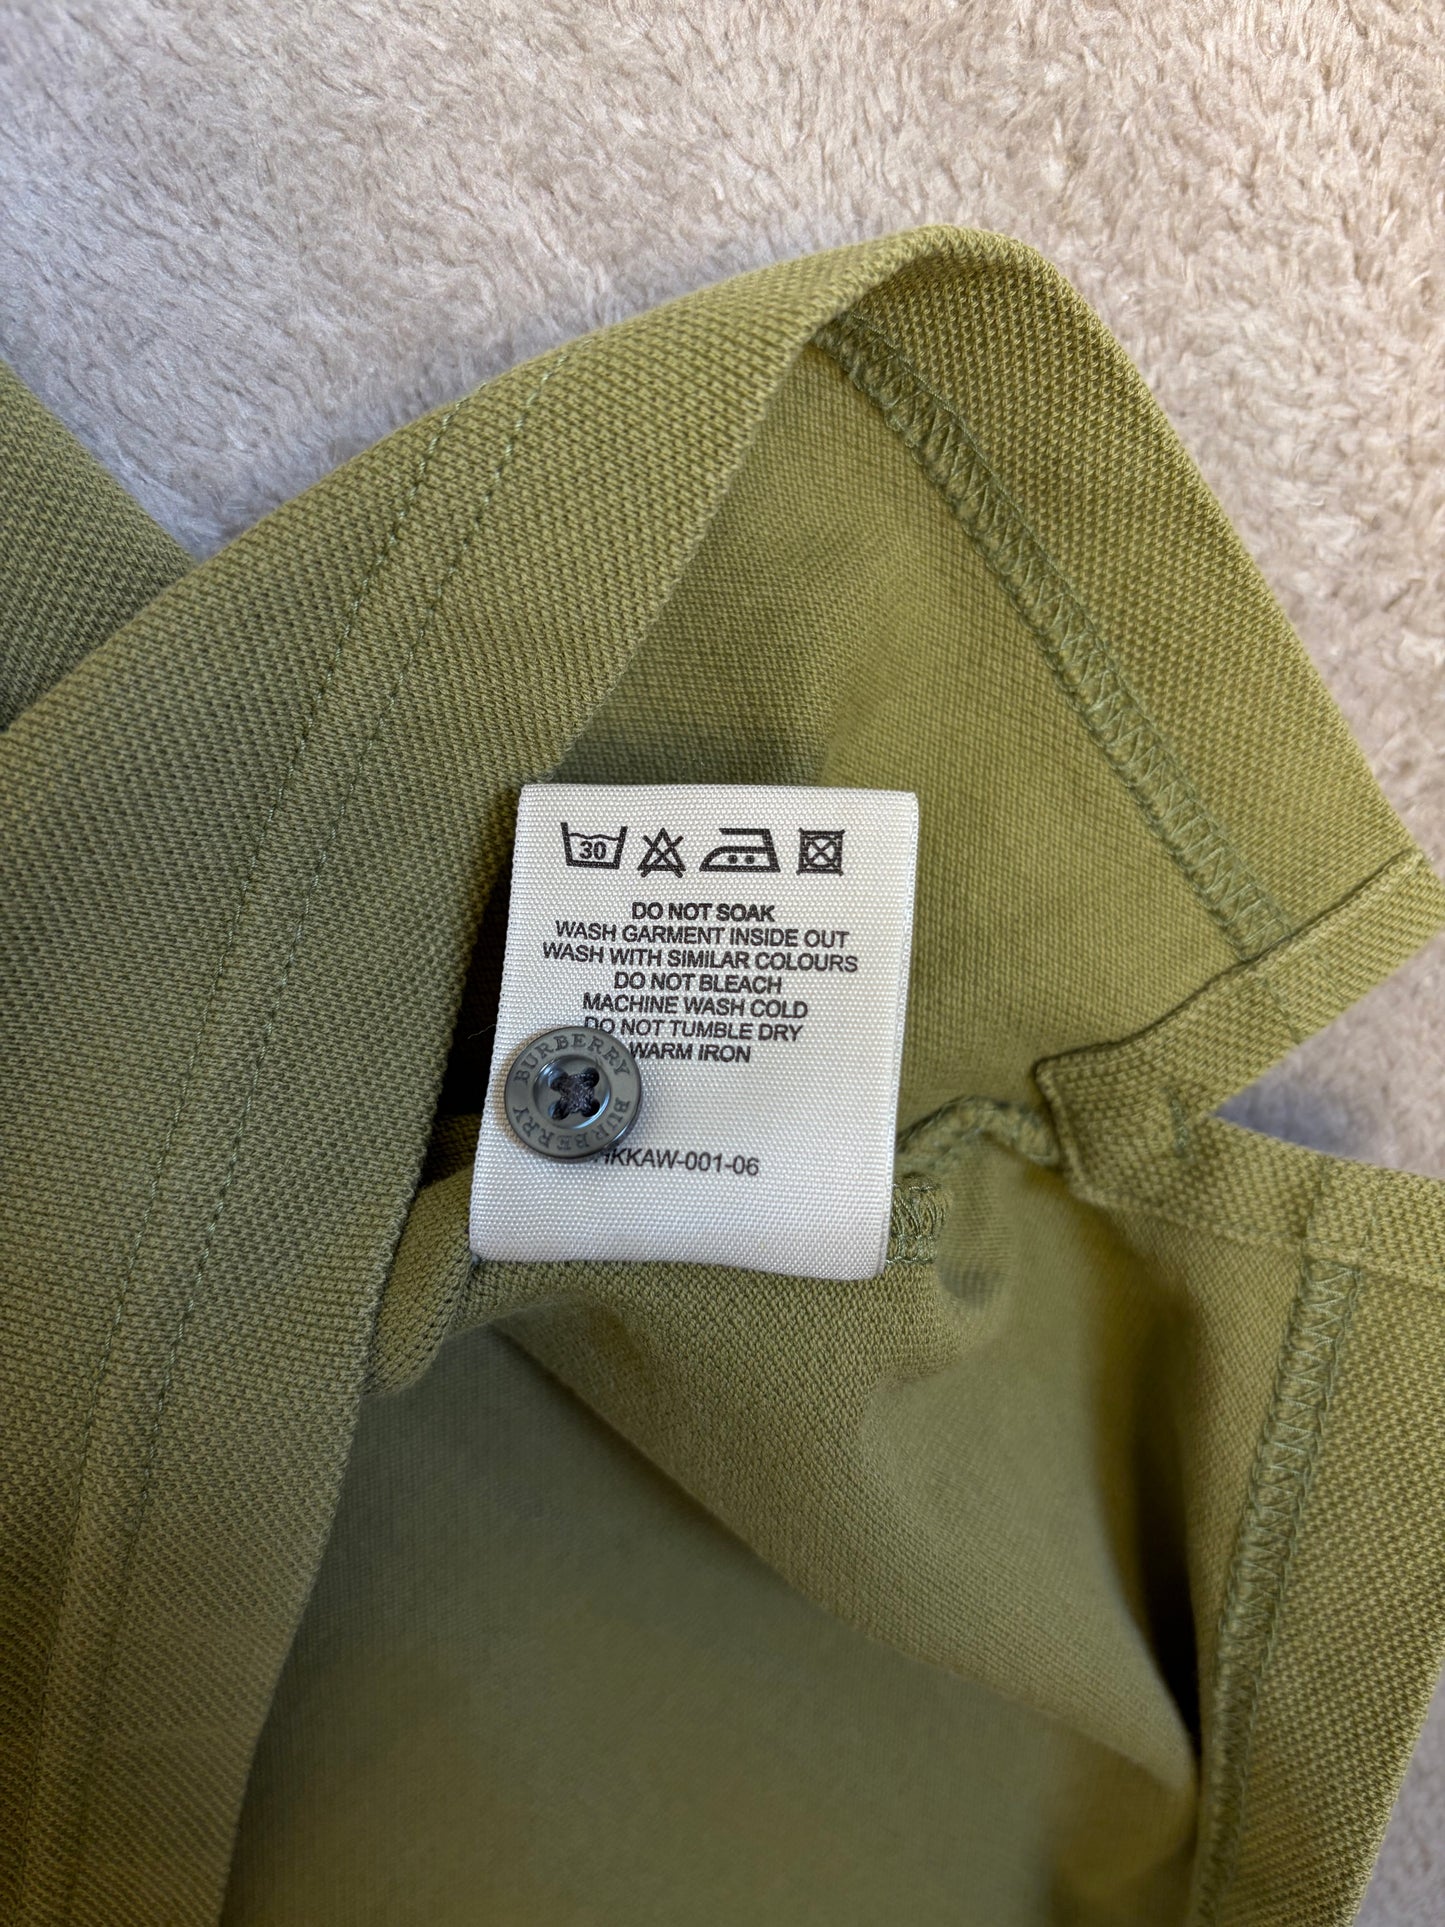 30
DO NOT SOAK
WASH GARMENT INSIDE OUT
WASH WITH SIMILAR COLOURS
DO NOT BLEACH
MACHINE WASH COLD
DO NOT TUMBLE DRY
WARM IRON
BURBERRY
BURBERRY
HKKAW-001-06